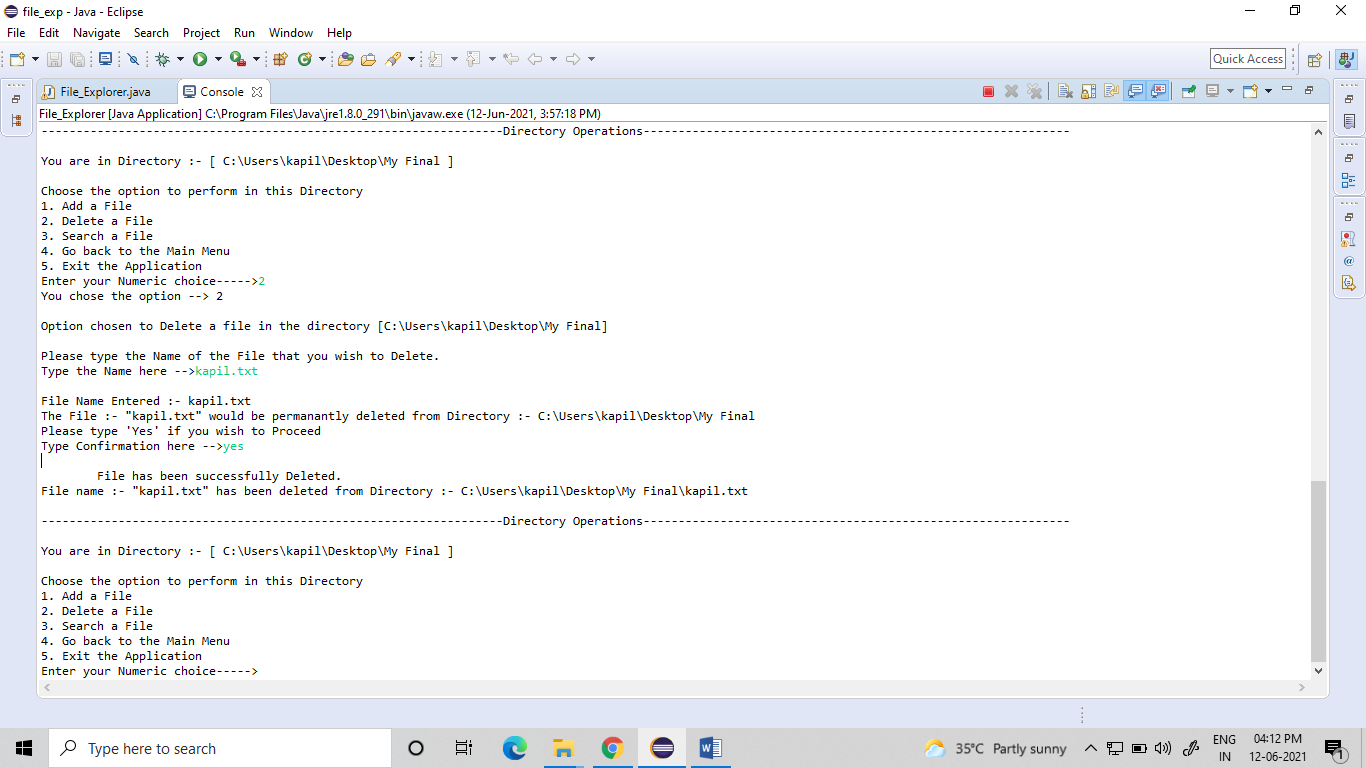 file_exp - Java - Eclipse
File Edit Navigate Search Project Run Window Help
Quick Access
File_Explorer.java Console
File_Explorer [Java Application] C:\Program Files\Java\jre1.8.0_291\bin\javaw.exe (12-Jun-2021, 3:57:18 PM)
------------------------------------------------------------------Directory Operations-------------------------------------------------------------
You are in Directory :- [ C:\Users\kapil\Desktop\My Final ]
Choose the option to perform in this Directory
1. Add a File
2. Delete a File
3. Search a File
4. Go back to the Main Menu
5. Exit the Application
Enter your Numeric choice----->2
You chose the option --> 2
Option chosen to Delete a file in the directory [C:\Users\kapil\Desktop\My Final]
Please type the Name of the File that you wish to Delete.
Type the Name here -->kapil.txt
File Name Entered :- kapil.txt
The File :- "kapil.txt" would be permanantly deleted from Directory :- C:\Users\kapil\Desktop\My Final
Please type 'Yes' if you wish to Proceed
Type Confirmation here -->yes
File has been successfully Deleted.
File name :- "kapil.txt" has been deleted from Directory :- C:\Users\kapil\Desktop\My Final\kapil.txt
------------------------------------------------------------------Directory Operations-------------------------------------------------------------
You are in Directory :- [ C:\Users\kapil\Desktop\My Final ]
Choose the option to perform in this Directory
1. Add a File
2. Delete a File
3. Search a File
4. Go back to the Main Menu
5. Exit the Application
Enter your Numeric choice----->
Type here to search
35°C Partly sunny
ENG
IN
04:12 PM
12-06-2021
1